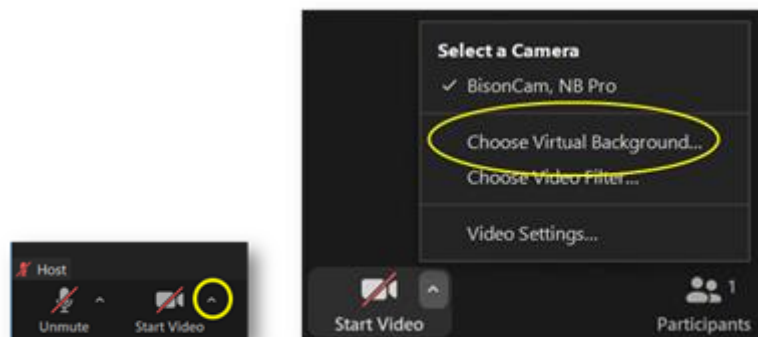 Host
Unmute
Start Video
Select a Camera
BisonCam, NB Pro
Choose Virtual Background...
Choose Video Filter...
Video Settings...
Start Video
1
Participants